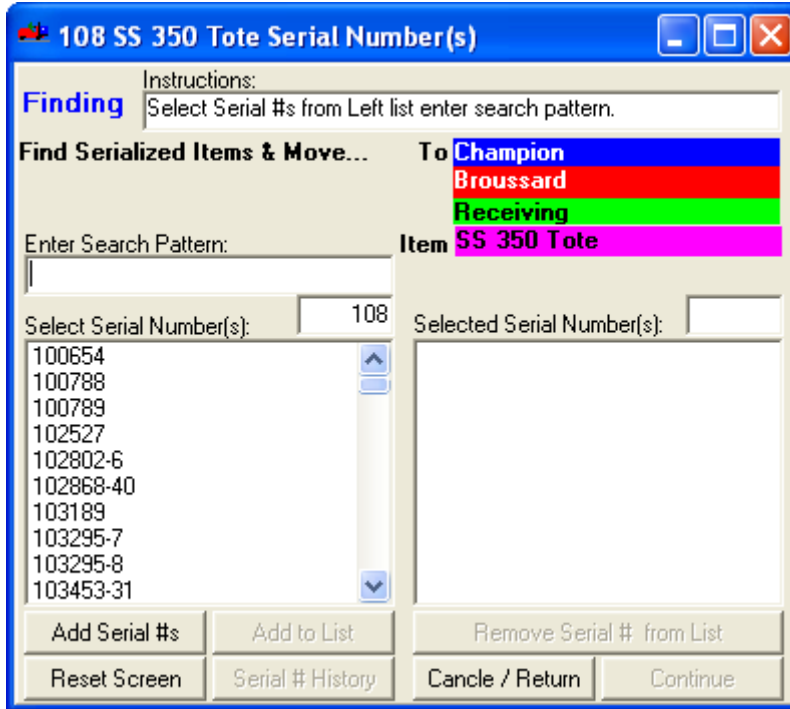 108 SS 350 Tote Serial Number(s)
Instructions:
Finding
Select Serial #s from Left list enter search pattern.
Find Serialized Items & Move...
To Champion
Broussard
Receiving
Item SS 350 Tote
Enter Search Pattern:
Select Serial Number(s):
108
Selected Serial Number(s):
100654
100788
100789
102527
102802-6
102868-40
103189
103295-7
103295-8
103453-31
Add Serial #s
Add to List
Remove Serial # from List
Reset Screen
Serial # History
Cancle / Return
Continue